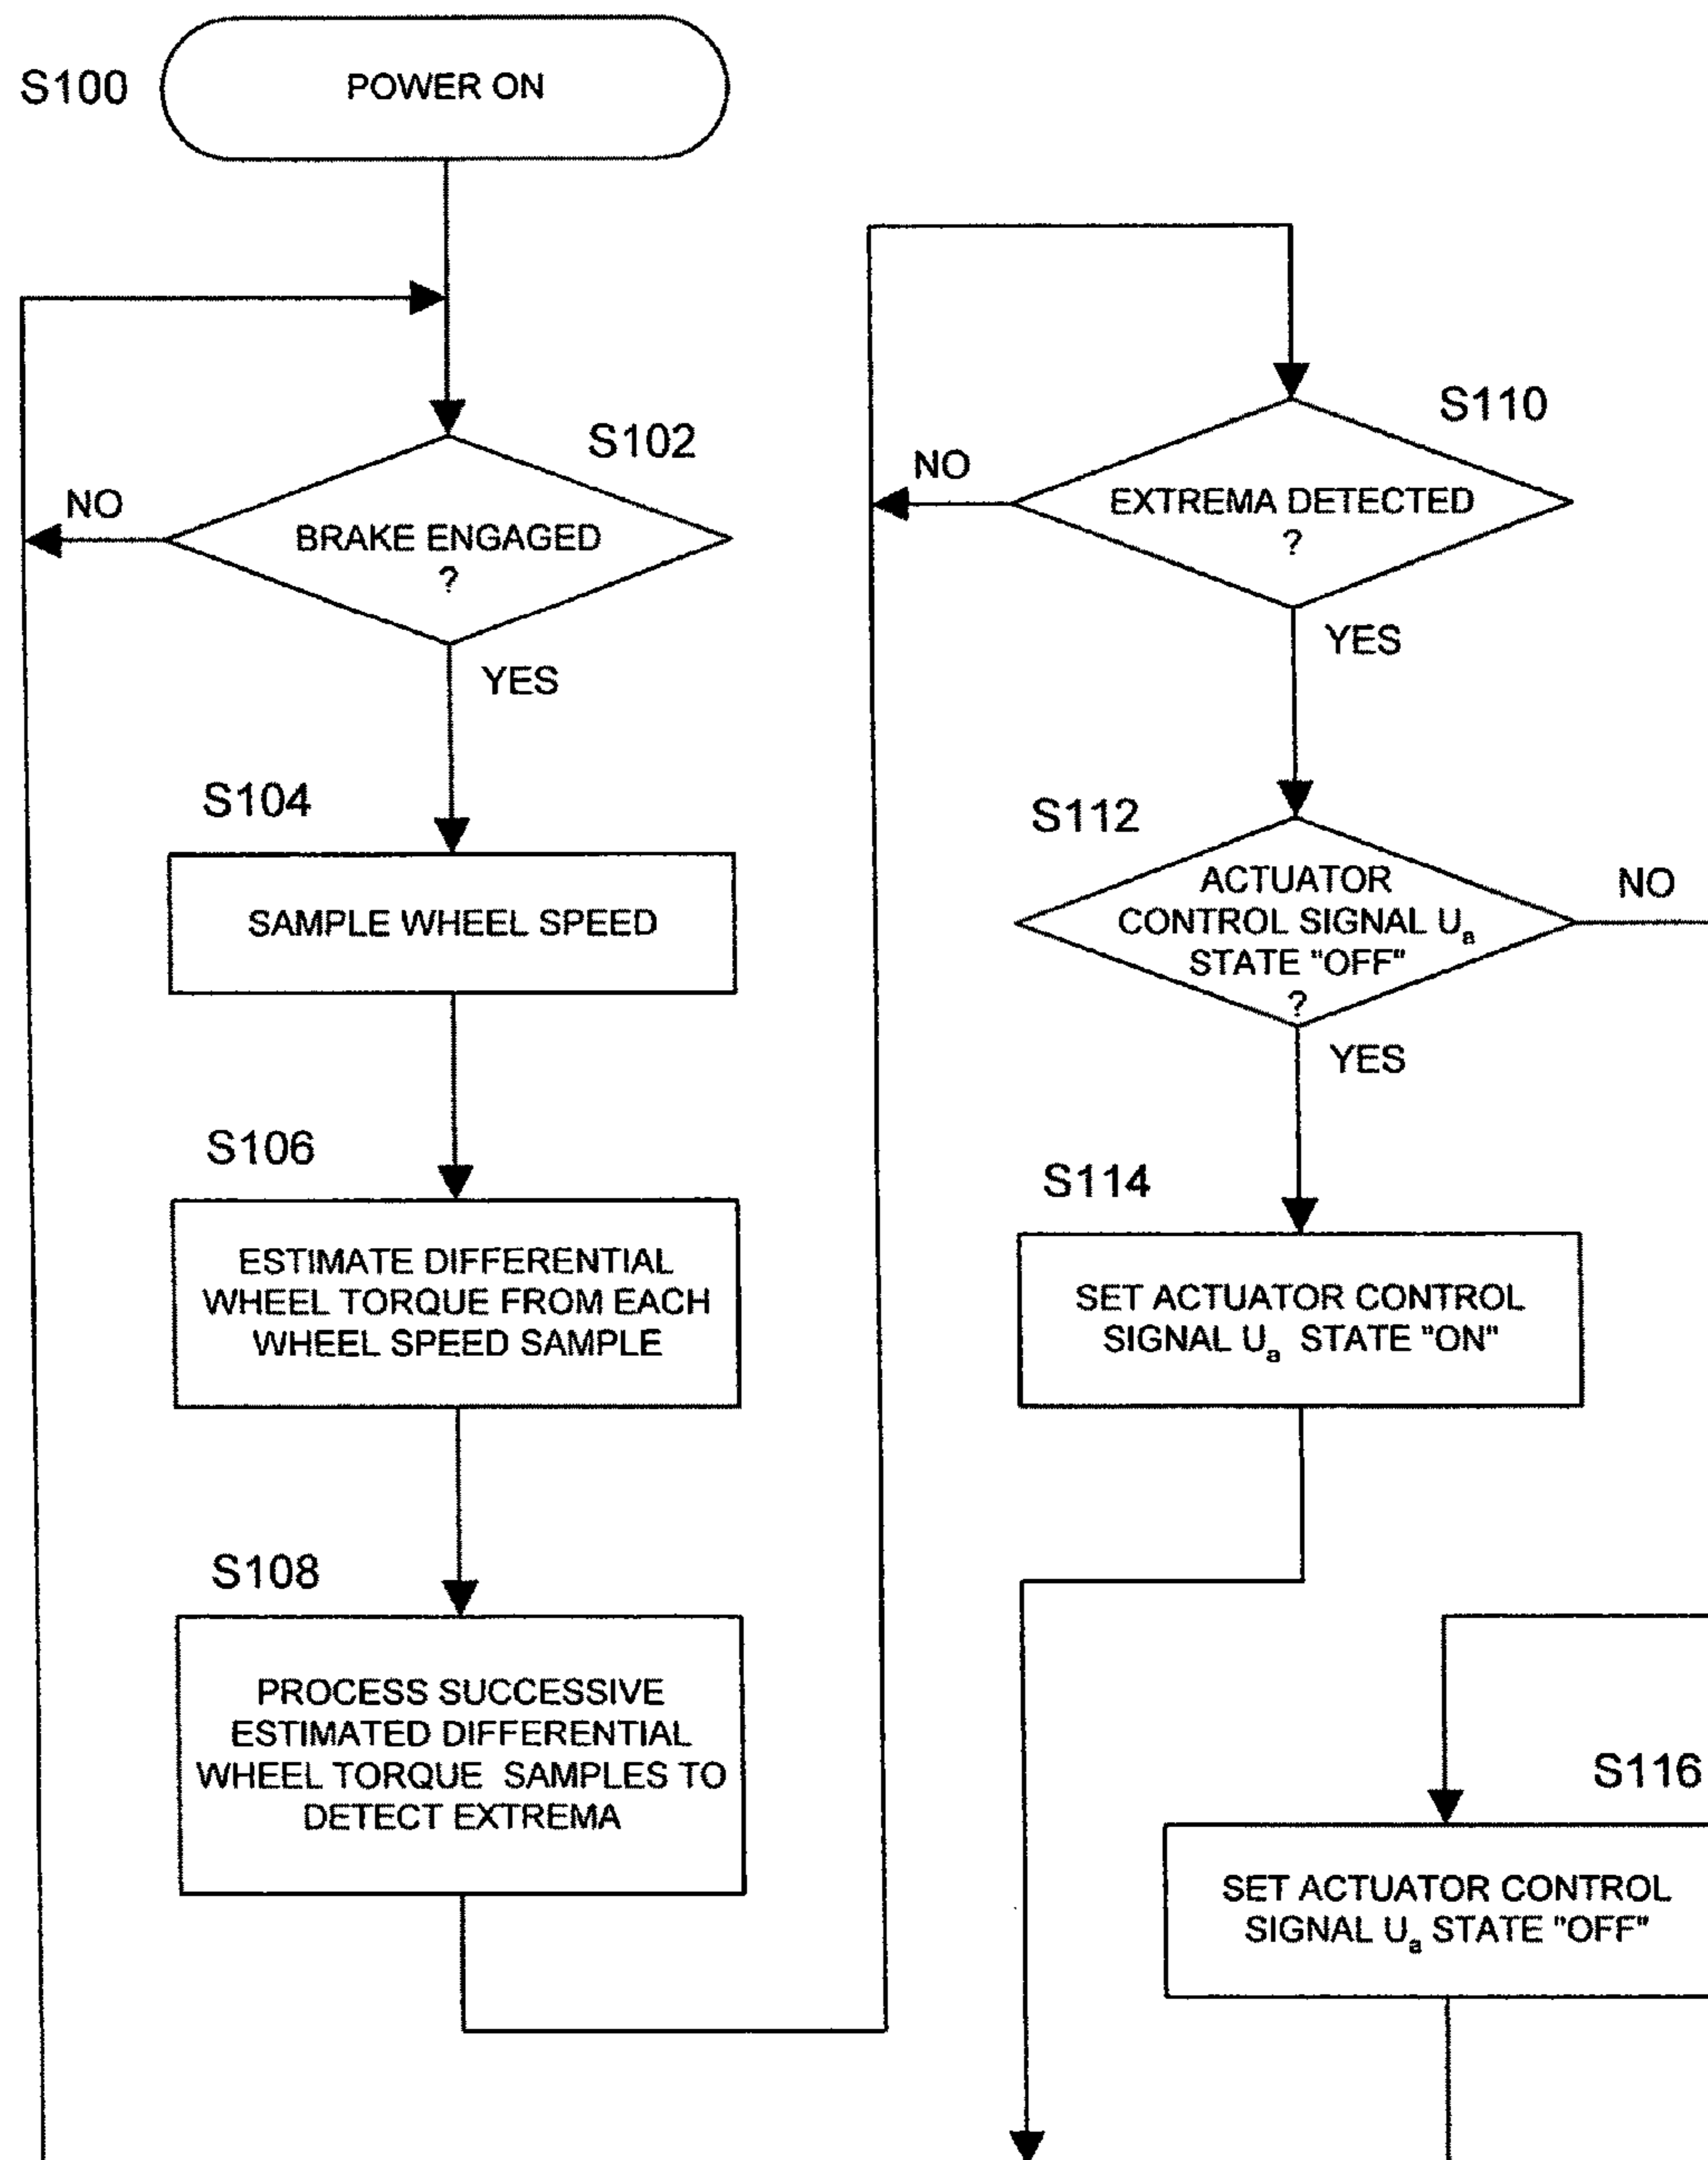 S100
POWER ON
S102
NO
BRAKE ENGAGED
?
YES
S104
SAMPLE WHEEL SPEED
S106
ESTIMATE DIFFERENTIAL
WHEEL TORQUE FROM EACH
WHEEL SPEED SAMPLE
S108
PROCESS SUCCESSIVE
ESTIMATED DIFFERENTIAL
WHEEL TORQUE SAMPLES TO
DETECT EXTREMA
S110
NO
EXTREMA DETECTED
?
YES
S112
ACTUATOR
CONTROL SIGNAL Ua
STATE "OFF"
?
NO
YES
S114
SET ACTUATOR CONTROL
SIGNAL Ua STATE "ON"
S116
SET ACTUATOR CONTROL
SIGNAL Ua STATE "OFF"